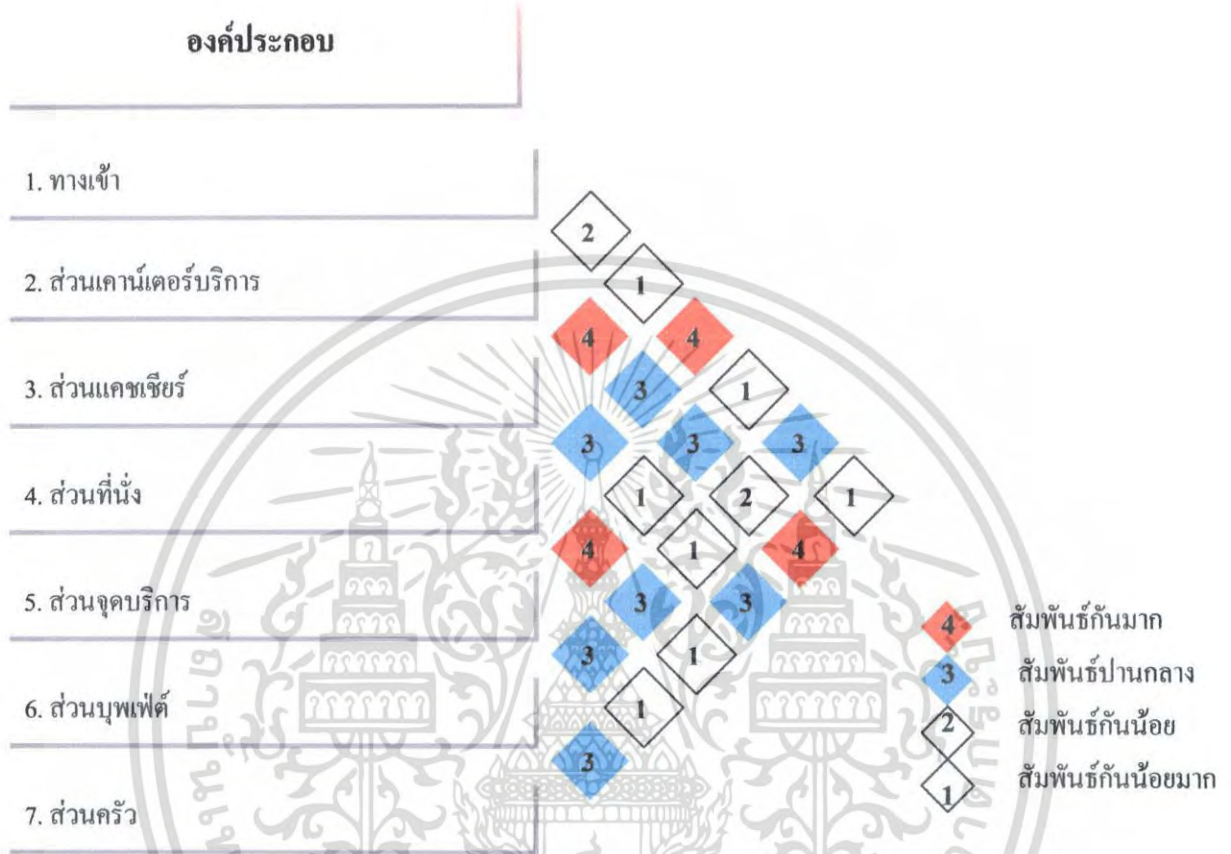 องค์ประกอบ
1. ทางเข้า
2
2. ส่วนเคาน์เตอร์บริการ
1
4 4
3. ส่วนแคชเชียร์
3 1
3 3 3
4. ส่วนที่นั่ง
1 2 1
4 1 4
5. ส่วนจุดบริการ
3 3
3 1
6. ส่วนบุพเฟ่ต์
1
3
7. ส่วนครัว
4 สัมพันธ์กันมาก
3 สัมพันธ์ปานกลาง
2 สัมพันธ์กันน้อย
1 สัมพันธ์กันน้อยมาก